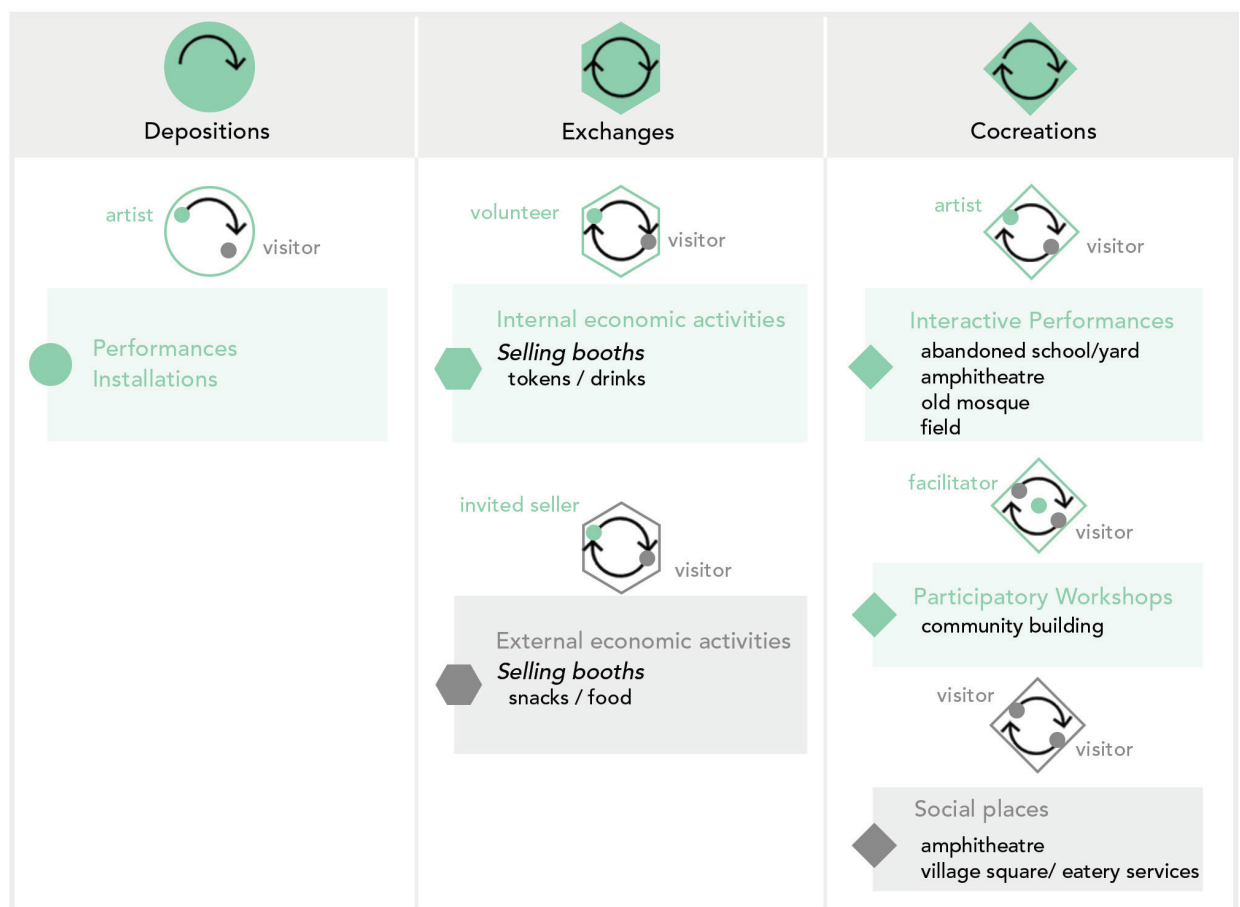 Depositions
Exchanges
Cocreations
artist
visitor
Performances
Installations
volunteer
visitor
Internal economic activities
Selling booths
tokens / drinks
invited seller
visitor
External economic activities
Selling booths
snacks / food
artist
visitor
Interactive Performances
abandoned school/yard
amphitheatre
old mosque
field
facilitator
visitor
Participatory Workshops
community building
visitor
visitor
Social places
amphitheatre
village square/ eatery services